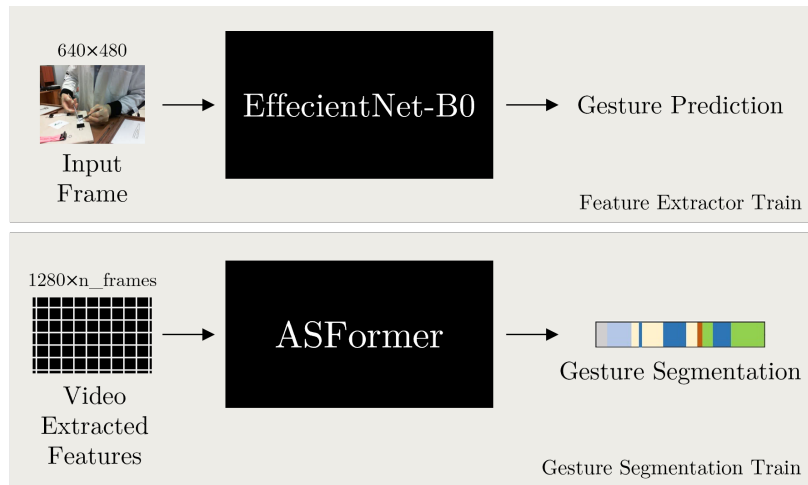 640×480
Input
Frame
EffecientNet-B0
Gesture Prediction
Feature Extractor Train
1280×n_frames
Video
Extracted
Features
ASFormer
Gesture Segmentation
Gesture Segmentation Train